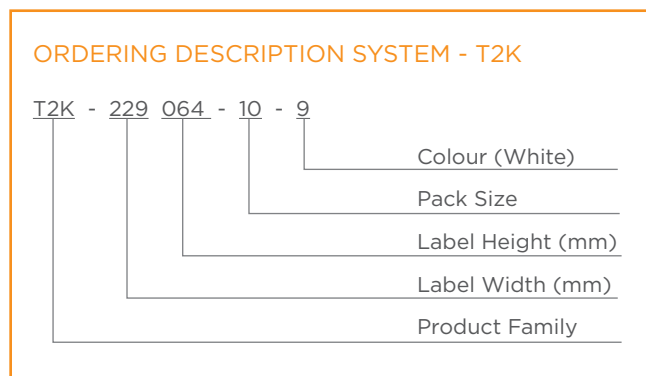 ORDERING DESCRIPTION SYSTEM - T2K
T2K - 229 064 - 10 - 9
Colour (White)
Pack Size
Label Height (mm)
Label Width (mm)
Product Family